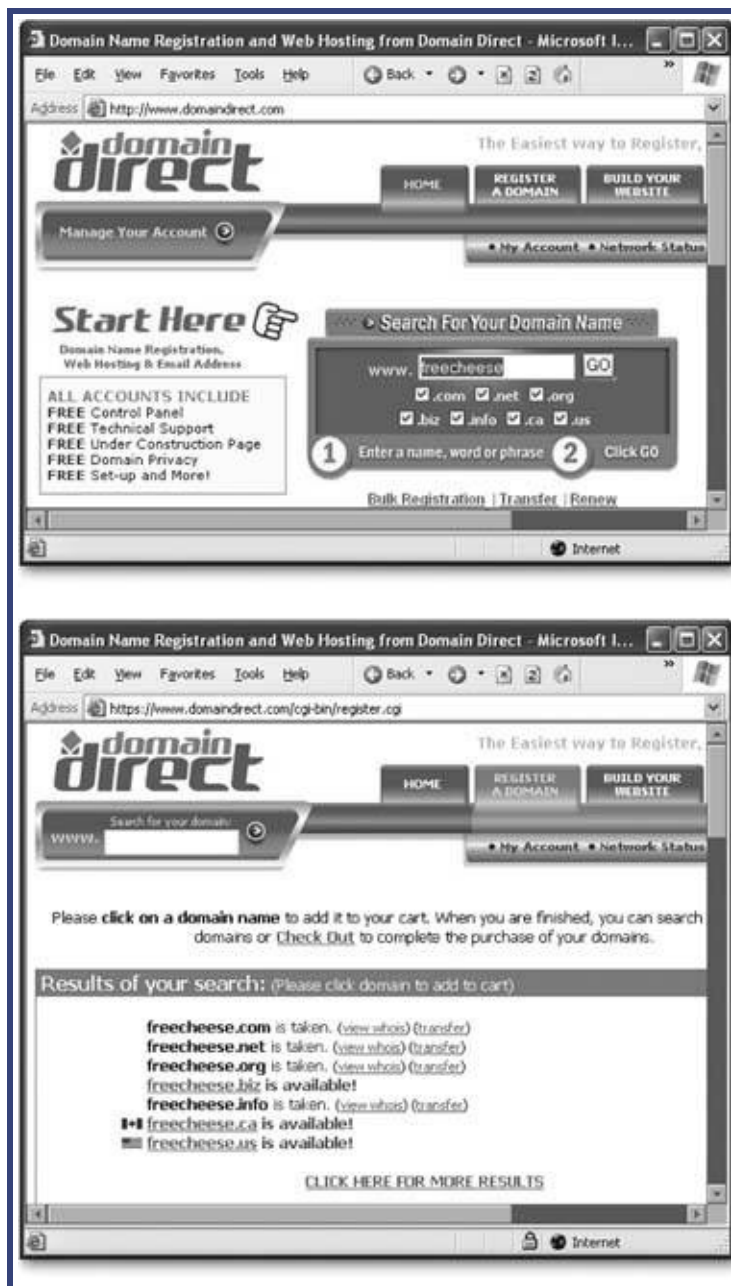 Domain Name Registration and Web Hosting from Domain Direct - Microsoft I...
File Edit View Favorites Tools Help Back »
Address http://www.domaindirect.com
domain direct
The Easiest way to Register,
HOME REGISTER A DOMAIN BUILD YOUR WEBSITE
Manage Your Account
• My Account • Network Status
Start Here
Domain Name Registration,
Web Hosting & Email Address
ALL ACCOUNTS INCLUDE
FREE Control Panel
FREE Technical Support
FREE Under Construction Page
FREE Domain Privacy
FREE Set-up and More!
Search For Your Domain Name
www. freecheese GO
.com .net .org
.biz .info .ca .us
1 Enter a name, word or phrase 2 Click GO
Bulk Registration | Transfer | Renew
Internet
Domain Name Registration and Web Hosting from Domain Direct - Microsoft I...
File Edit View Favorites Tools Help Back »
Address https://www.domaindirect.com/cgi-bin/register.cgi
domain direct
The Easiest way to Register,
HOME REGISTER A DOMAIN BUILD YOUR WEBSITE
Search for your domain:
www.
• My Account • Network Status
Please click on a domain name to add it to your cart. When you are finished, you can search
domains or Check Out to complete the purchase of your domains.
Results of your search: (Please click domain to add to cart)
freecheese.com is taken. (view whois) (transfer)
freecheese.net is taken. (view whois) (transfer)
freecheese.org is taken. (view whois) (transfer)
freecheese.biz is available!
freecheese.info is taken. (view whois) (transfer)
freecheese.ca is available!
freecheese.us is available!
CLICK HERE FOR MORE RESULTS
Internet